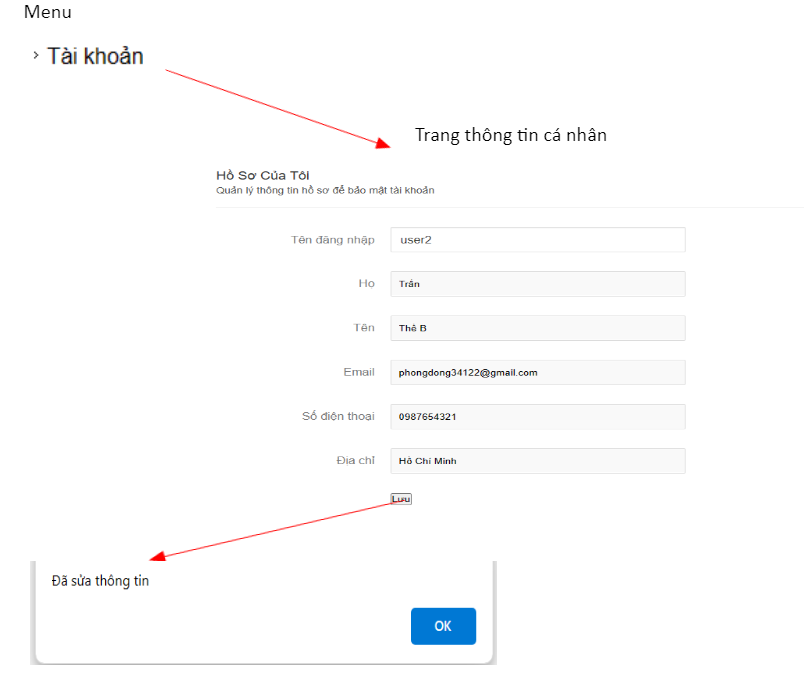 Menu
> Tài khoản
Trang thông tin cá nhân
Hồ Sơ Của Tôi
Quản lý thông tin hồ sơ để bảo mật tài khoản
Tên đăng nhập user2
Họ Trần
Tên Thê B
Email phongdong34122@gmail.com
Số điện thoại 0987654321
Địa chỉ Hồ Chí Minh
Lưu
Đã sửa thông tin
OK